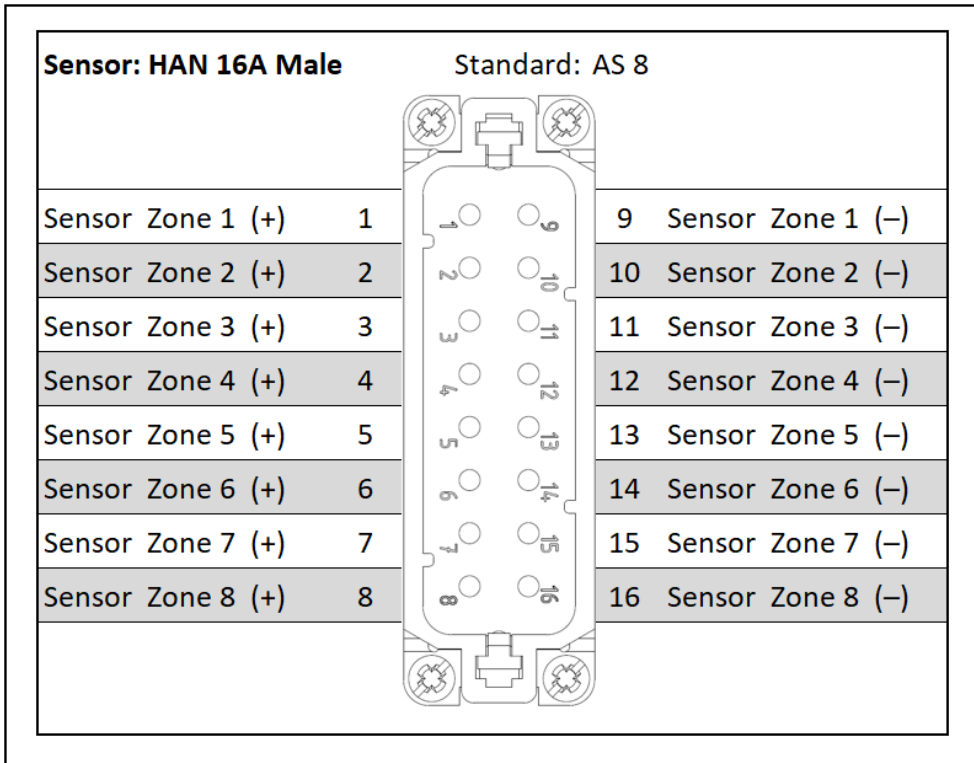 Sensor: HAN 16A Male Standard: AS 8
Sensor Zone 1 (+) 1 1 9 9 Sensor Zone 1 (–)
Sensor Zone 2 (+) 2 2 10 10 Sensor Zone 2 (–)
Sensor Zone 3 (+) 3 3 11 11 Sensor Zone 3 (–)
Sensor Zone 4 (+) 4 4 12 12 Sensor Zone 4 (–)
Sensor Zone 5 (+) 5 5 13 13 Sensor Zone 5 (–)
Sensor Zone 6 (+) 6 6 14 14 Sensor Zone 6 (–)
Sensor Zone 7 (+) 7 7 15 15 Sensor Zone 7 (–)
Sensor Zone 8 (+) 8 8 16 16 Sensor Zone 8 (–)